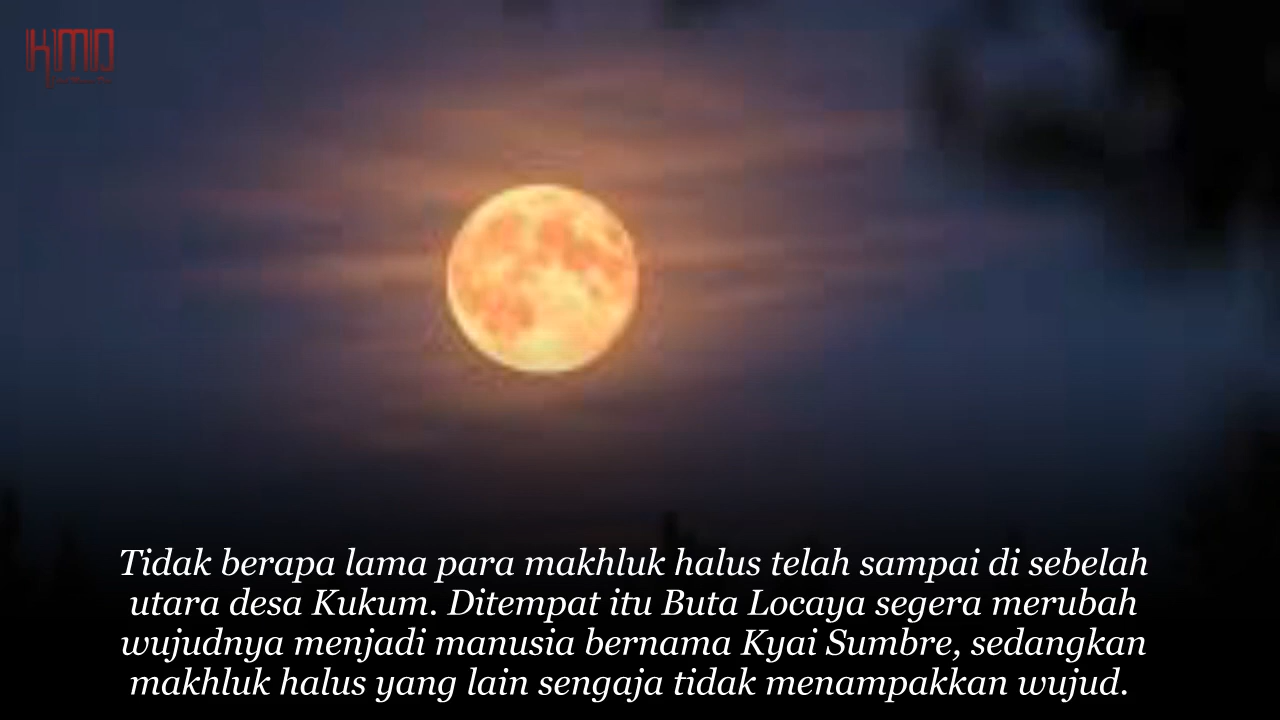 KMD
Tidak berapa lama para makhluk halus telah sampai di sebelah
utara desa Kukum. Ditempat itu Buta Locaya segera merubah
wujudnya menjadi manusia bernama Kyai Sumbre, sedangkan
makhluk halus yang lain sengaja tidak menampakkan wujud.